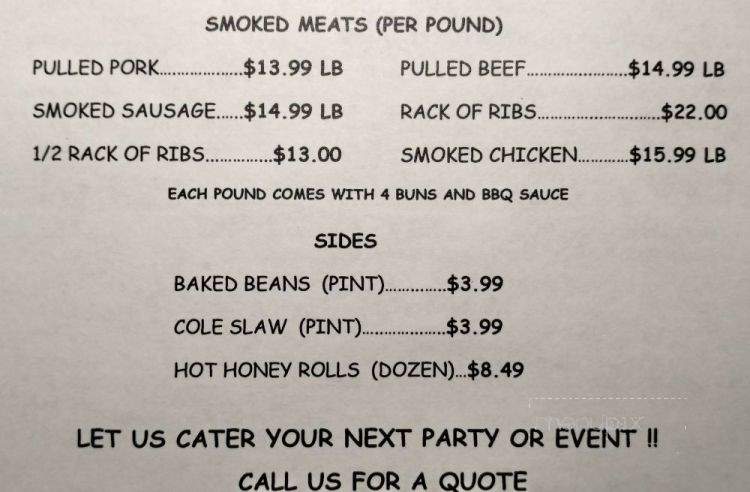 SMOKED MEATS (PER POUND)
PULLED PORK...................$13.99 LB PULLED BEEF.......................$14.99 LB
SMOKED SAUSAGE......$14.99 LB RACK OF RIBS............................$22.00
1/2 RACK OF RIBS...............$13.00 SMOKED CHICKEN...........$15.99 LB
EACH POUND COMES WITH 4 BUNS AND BBQ SAUCE
SIDES
BAKED BEANS (PINT)..............$3.99
COLE SLAW (PINT)...................$3.99
HOT HONEY ROLLS (DOZEN)...$8.49
menupix
LET US CATER YOUR NEXT PARTY OR EVENT !!
CALL US FOR A QUOTE